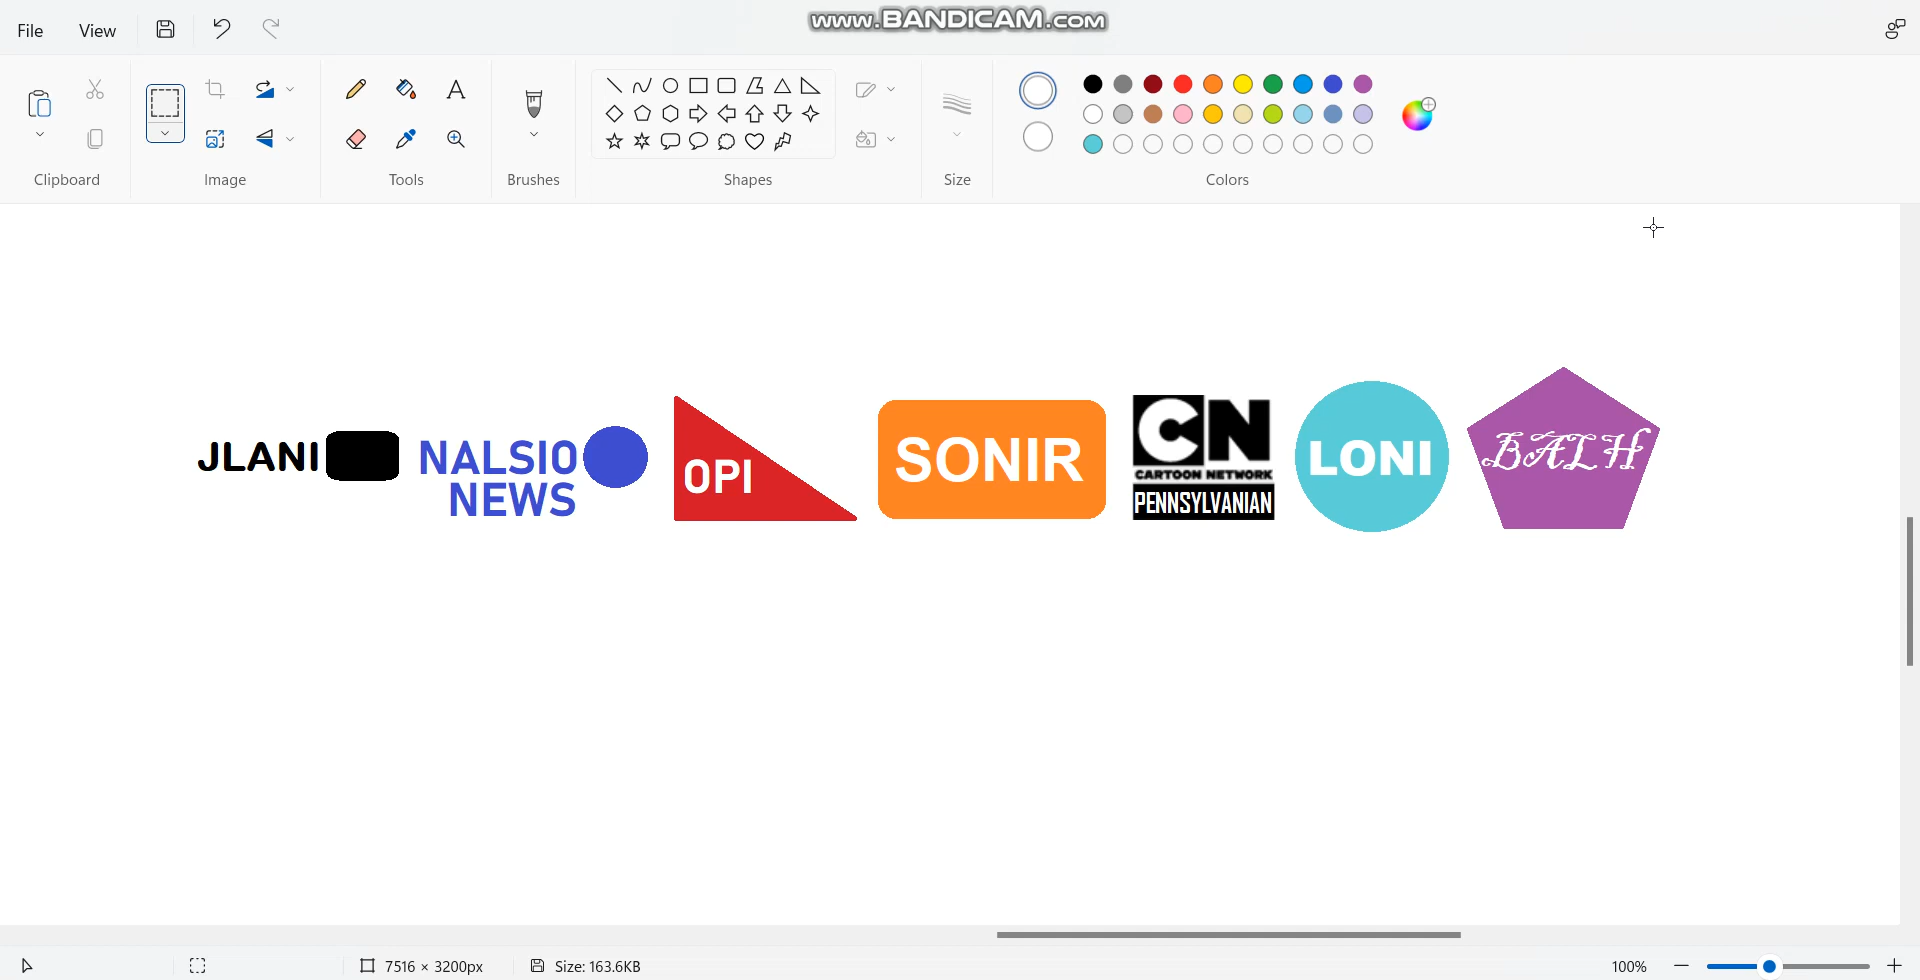 www.BANDICAM.com
File
View
Clipboard
Image
Tools
Brushes
Shapes
Size
Colors
JLANI
NALSIO
NEWS
OPI
SONIR
CN
CARTOON NETWORK
PENNSYLVANIAN
LONI
BALH
7516 × 3200px
Size: 163.6KB
100%